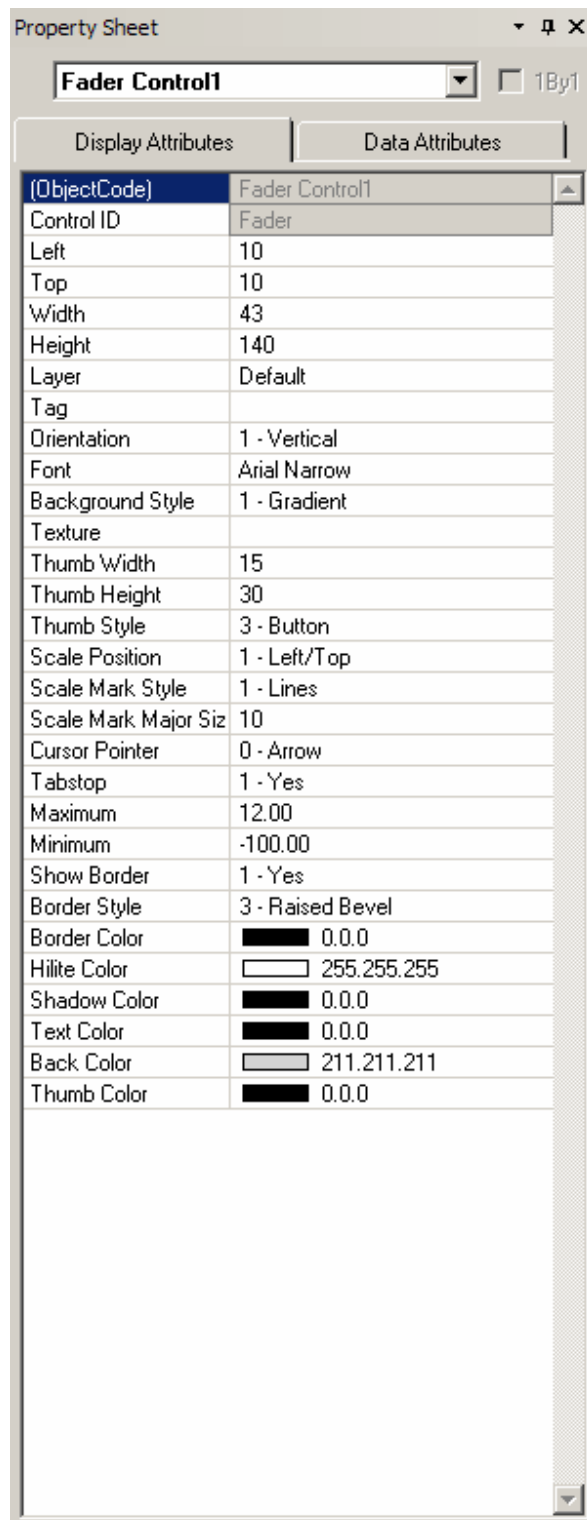 Property Sheet
Fader Control1 1By1
Display Attributes Data Attributes
(ObjectCode) Fader Control1
Control ID Fader
Left 10
Top 10
Width 43
Height 140
Layer Default
Tag
Orientation 1 - Vertical
Font Arial Narrow
Background Style 1 - Gradient
Texture
Thumb Width 15
Thumb Height 30
Thumb Style 3 - Button
Scale Position 1 - Left/Top
Scale Mark Style 1 - Lines
Scale Mark Major Siz 10
Cursor Pointer 0 - Arrow
Tabstop 1 - Yes
Maximum 12.00
Minimum -100.00
Show Border 1 - Yes
Border Style 3 - Raised Bevel
Border Color 0.0.0
Hilite Color 255.255.255
Shadow Color 0.0.0
Text Color 0.0.0
Back Color 211.211.211
Thumb Color 0.0.0